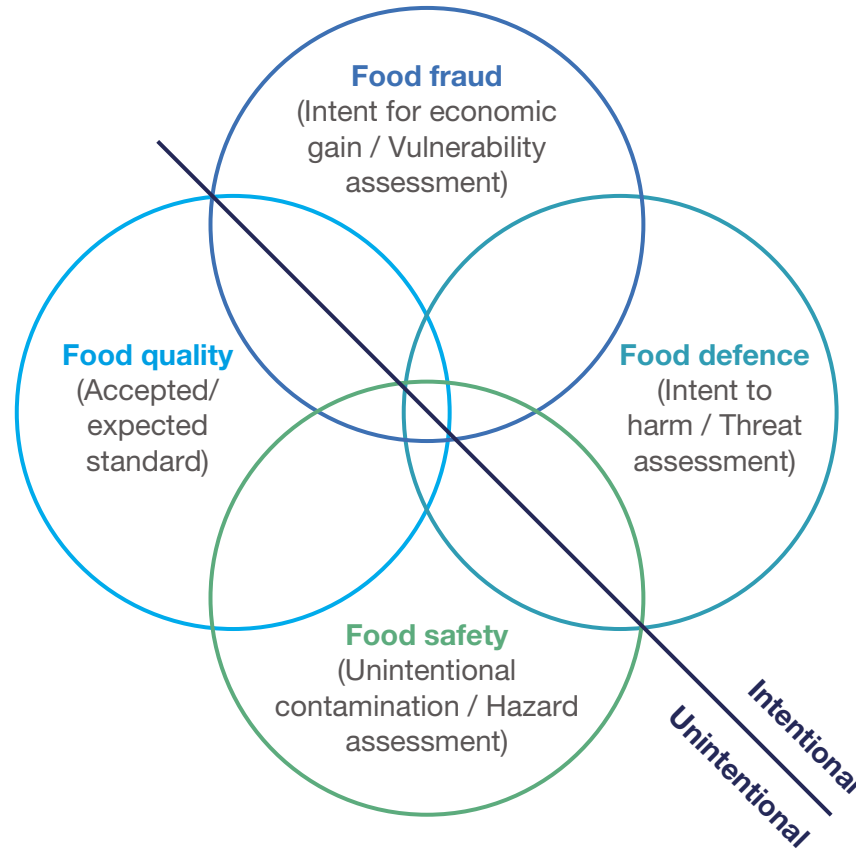 Food fraud
(Intent for economic
gain / Vulnerability
assessment)
Food quality
(Accepted/
expected
standard)
Food defence
(Intent to
harm / Threat
assessment)
Food safety
(Unintentional
contamination / Hazard
assessment)
Intentional
Unintentional